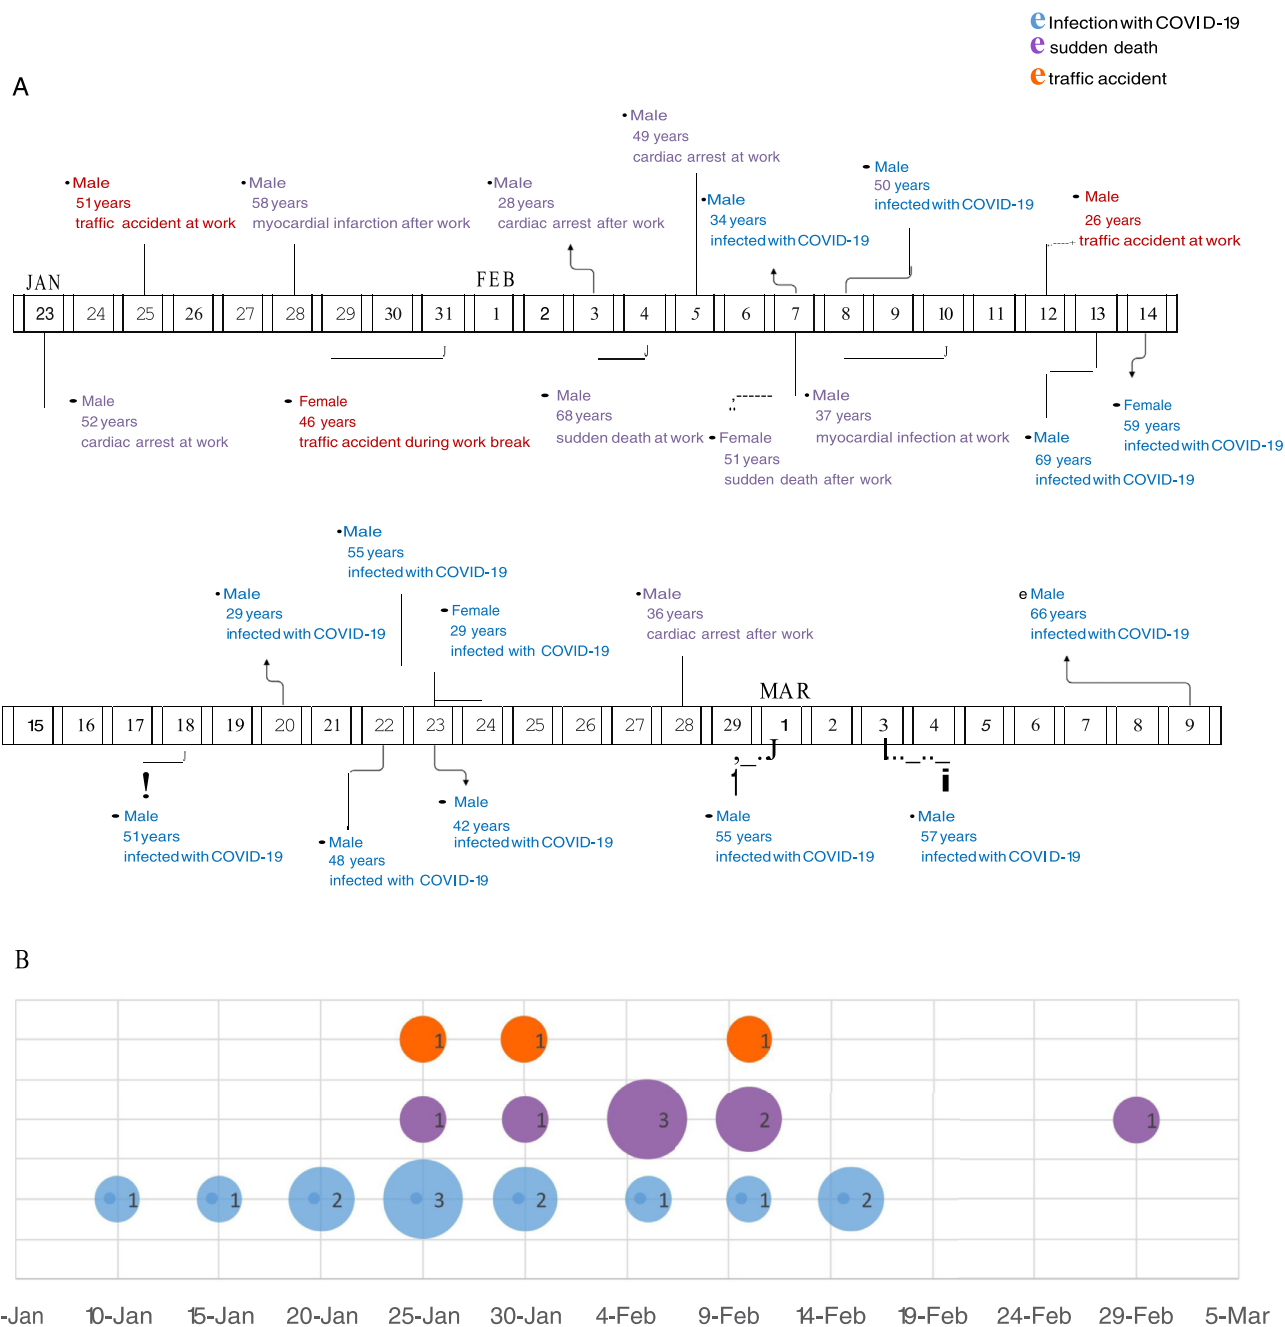 e Infection with COVID-19
e sudden death
e traffic accident
A
• Male
49 years
cardiac arrest at work
• Male
51 years
traffic accident at work
• Male
58 years
myocardial infarction after work
• Male
28 years
cardiac arrest after work
• Male
34 years
infected with COVID-19
• Male
50 years
infected with COVID-19
• Male
26 years
traffic accident at work
JAN
FEB
23 24 25 26 27 28 29 30 31 1 2 3 4 5 6 7 8 9 10 11 12 13 14
• Male
52 years
cardiac arrest at work
• Female
46 years
traffic accident during work break
• Male
68 years
sudden death at work
• Female
51 years
sudden death after work
• Male
37 years
myocardial infection at work
• Male
69 years
infected with COVID-19
• Female
59 years
infected with COVID-19
• Male
55 years
infected with COVID-19
• Male
29 years
infected with COVID-19
• Female
29 years
infected with COVID-19
• Male
36 years
cardiac arrest after work
e Male
66 years
infected with COVID-19
MAR
15 16 17 18 19 20 21 22 23 24 25 26 27 28 29 1 2 3 4 5 6 7 8 9
• Male
51 years
infected with COVID-19
• Male
48 years
infected with COVID-19
• Male
42 years
infected with COVID-19
• Male
55 years
infected with COVID-19
• Male
57 years
infected with COVID-19
B
1 1 1
1 1 3 2 1
1 1 2 3 2 1 1 2
-Jan 10-Jan 15-Jan 20-Jan 25-Jan 30-Jan 4-Feb 9-Feb 14-Feb 19-Feb 24-Feb 29-Feb 5-Mar